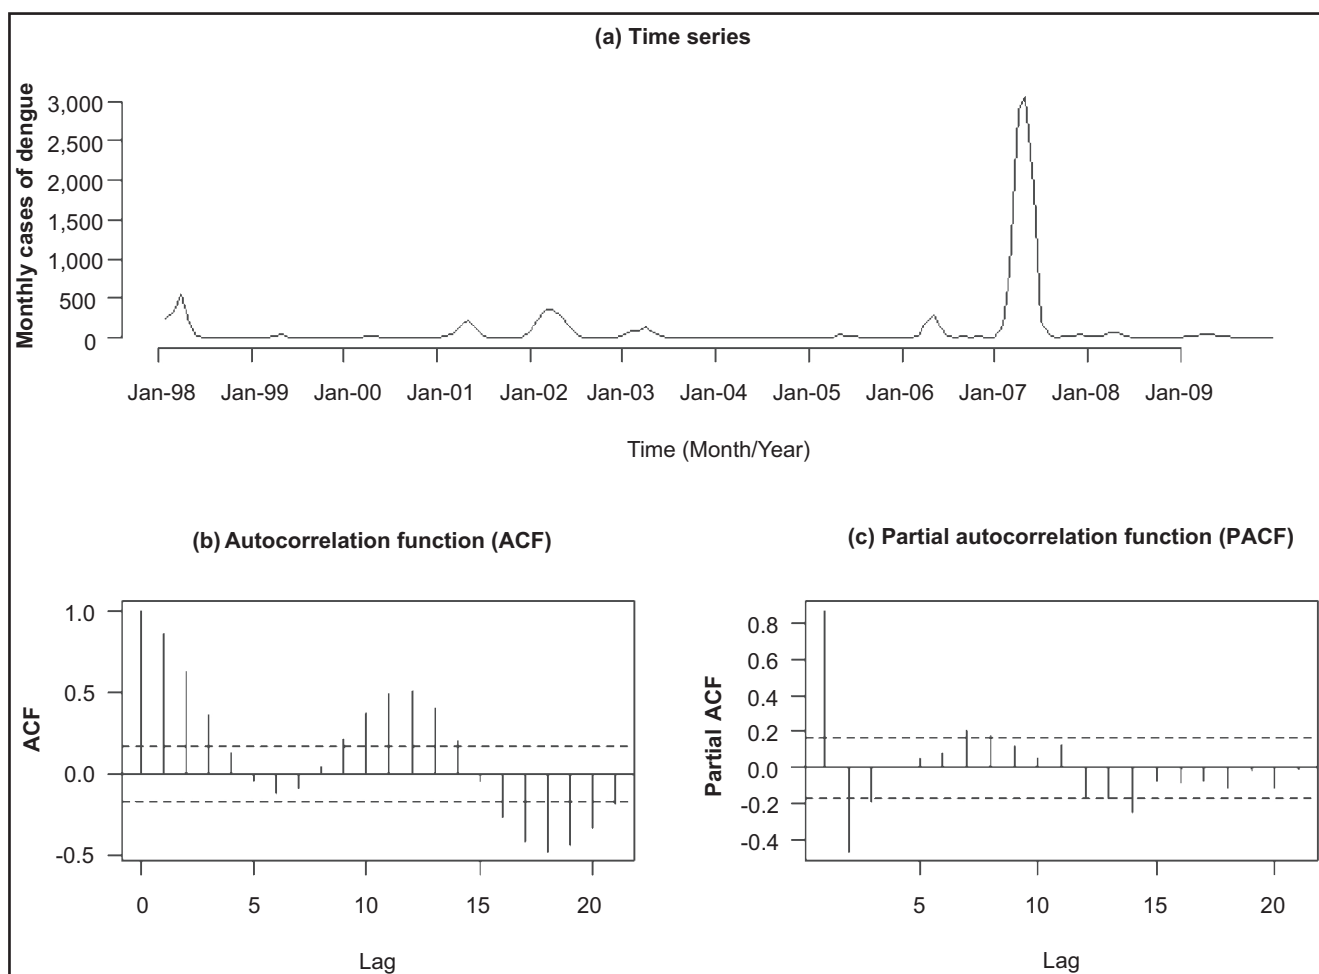 (a) Time series
Monthly cases of dengue
3,000
2,500
2,000
1,500
1,000
500
0
Jan-98 Jan-99 Jan-00 Jan-01 Jan-02 Jan-03 Jan-04 Jan-05 Jan-06 Jan-07 Jan-08 Jan-09
Time (Month/Year)
(b) Autocorrelation function (ACF)
ACF
1.0
0.5
0.0
-0.5
0 5 10 15 20
Lag
(c) Partial autocorrelation function (PACF)
Partial ACF
0.8
0.6
0.4
0.2
0.0
-0.2
-0.4
5 10 15 20
Lag